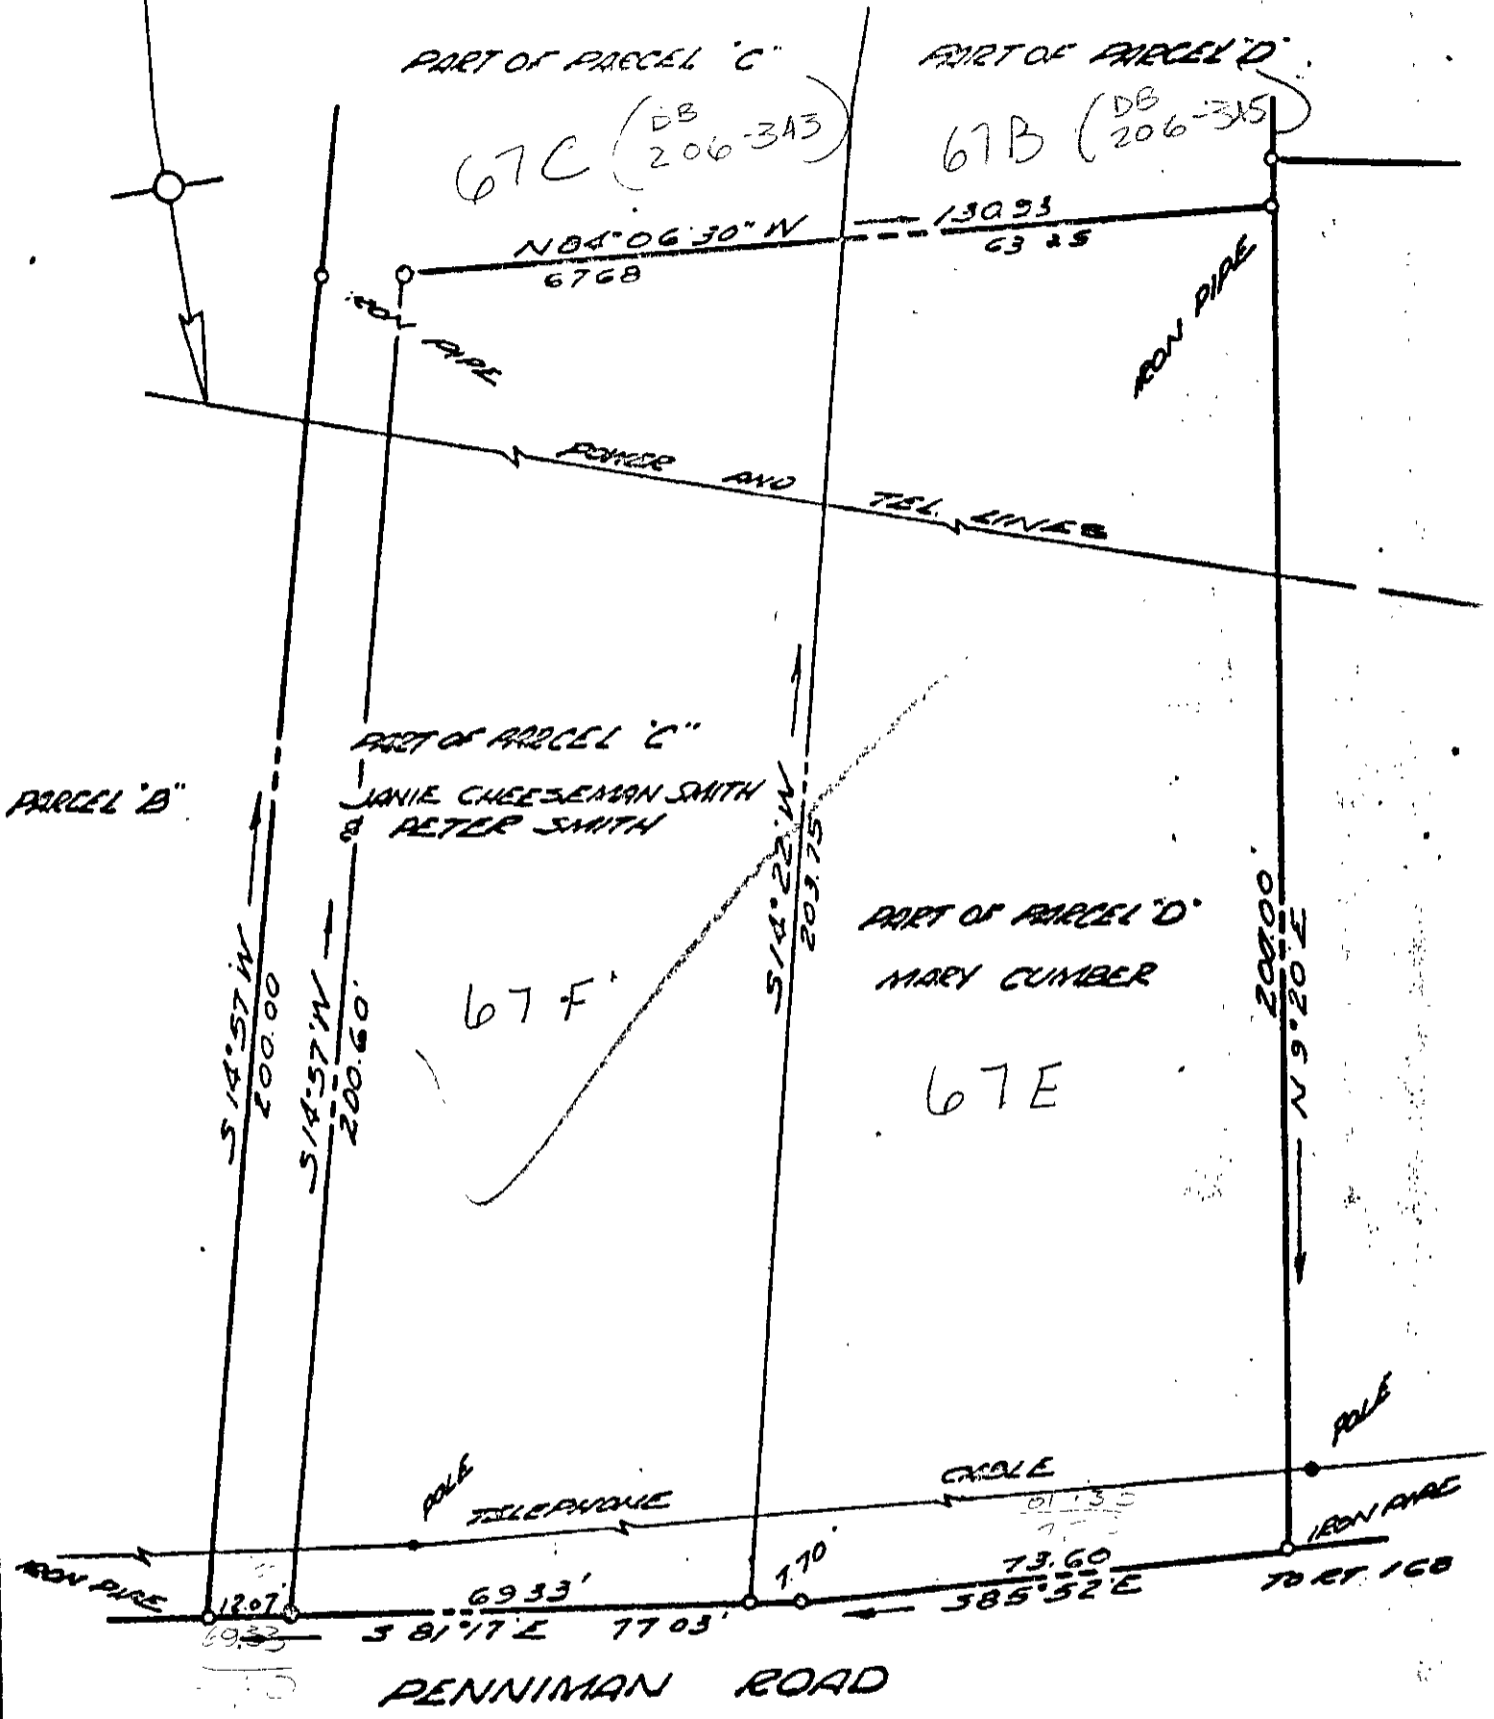 PART OF PARCEL "C"
PART OF PARCEL "D"
67C (DB 206-343)
67B (DB 206-345)
N84°06'30"W
130.93
67.68
63.25
IRON PIPE
IRON PIPE
POWER AND TEL. LINES
PARCEL "B"
PART OF PARCEL "C"
JANIE CHEESEMAN SMITH
& PETER SMITH
S14°57'W
200.00
S14°57'W
200.60'
67F
S14°22'W
203.75'
PART OF PARCEL "D"
MARY CUMBER
67E
200.00'
N9°20'E
POLE
TELEPHONE CABLE
POLE
IRON PIPE
IRON PIPE
12.07'
69.33'
7.70'
73.60
S85°52'E
TO RT. 168
69.33
S81°17'E
77.03'
PENNIMAN ROAD